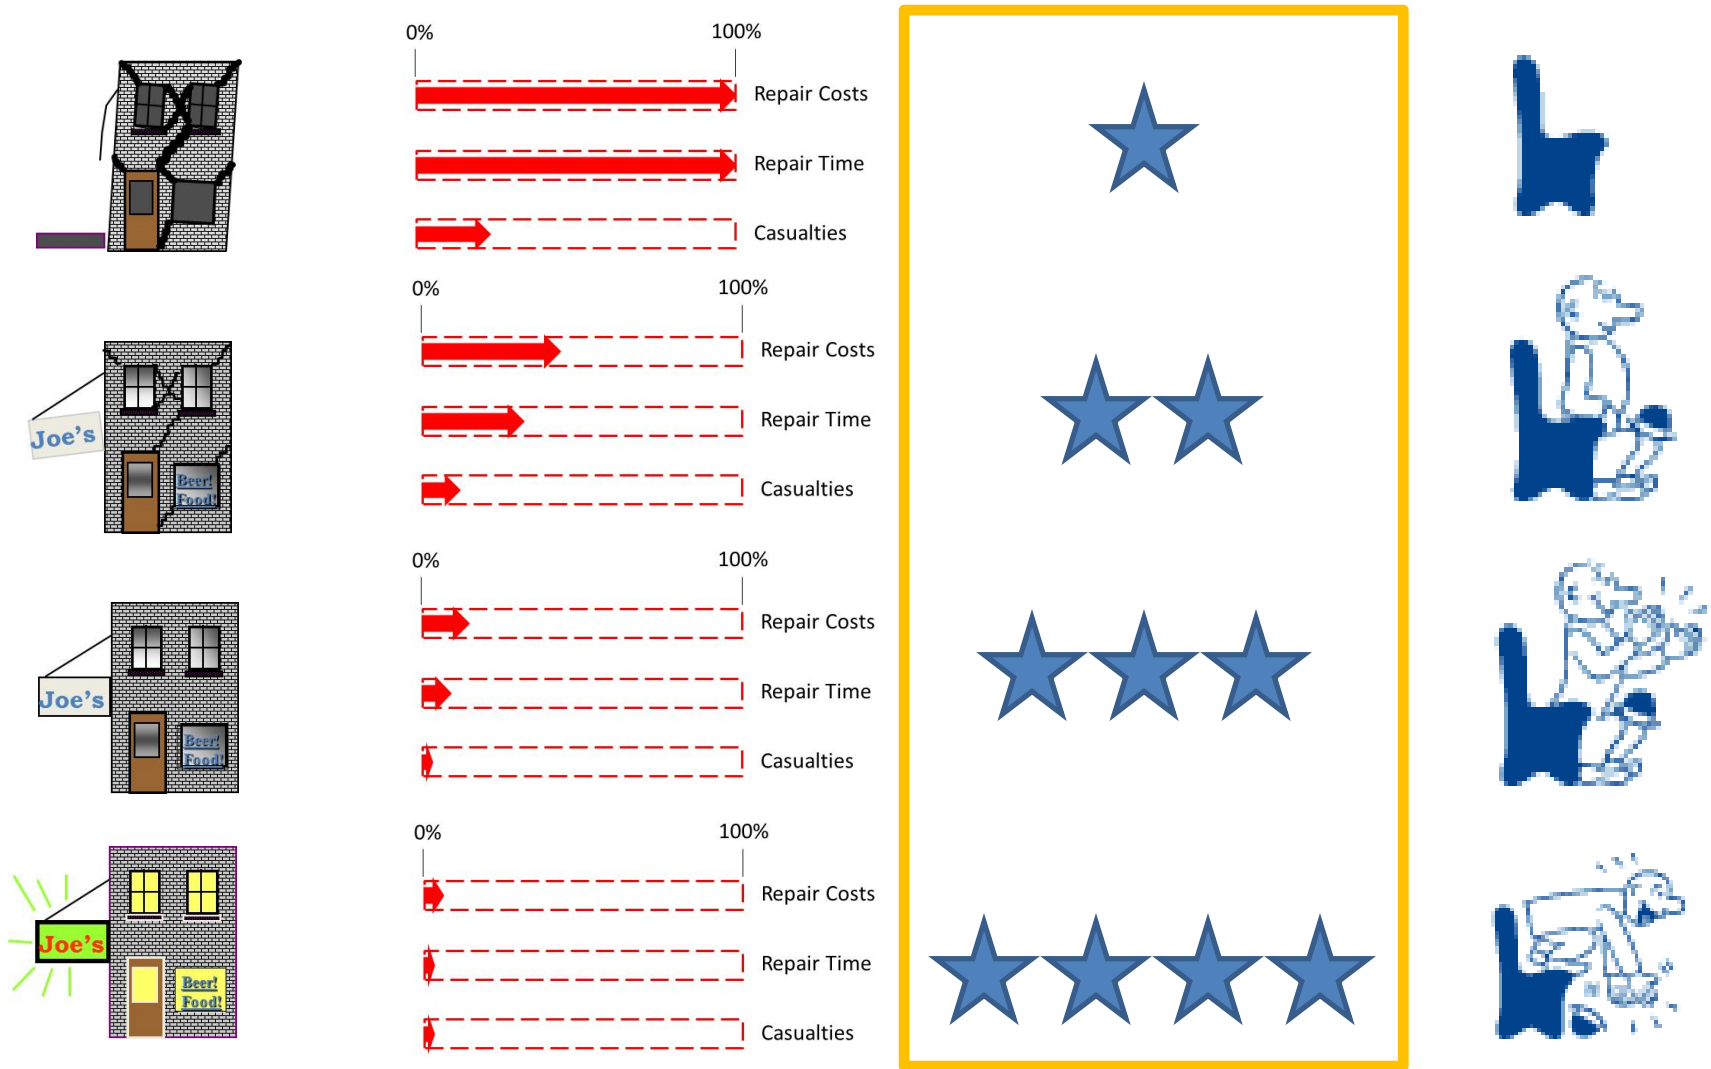 0% 100%
Repair Costs
Repair Time
Casualties
0% 100%
Repair Costs
Joe's
Repair Time
Beer!
Food!
Casualties
0% 100%
Repair Costs
Joe's
Repair Time
Beer!
Food!
Casualties
0% 100%
Repair Costs
Joe's
Repair Time
Beer!
Food!
Casualties